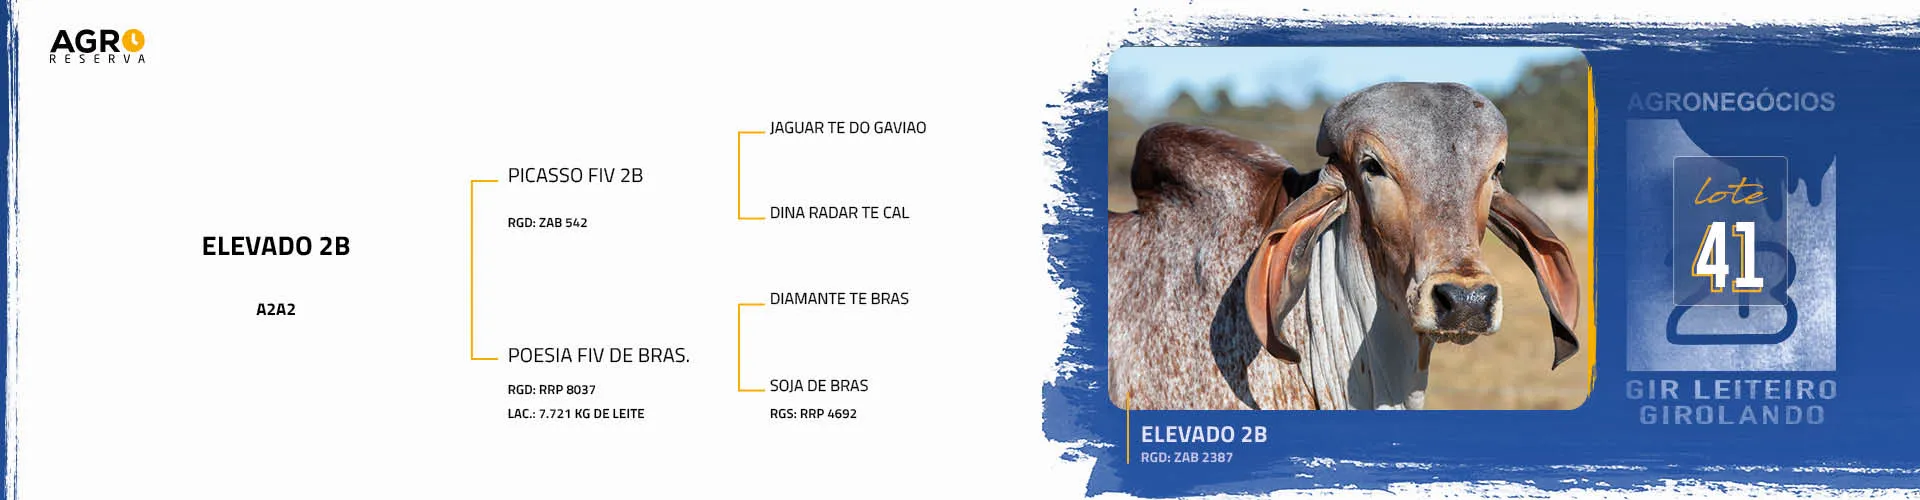 AGRO
RESERVA
ELEVADO 2B
A2A2
PICASSO FIV 2B
RGD: ZAB 542
POESIA FIV DE BRAS.
RGD: RRP 8037
LAC.: 7.721 KG DE LEITE
JAGUAR TE DO GAVIAO
DINA RADAR TE CAL
DIAMANTE TE BRAS
SOJA DE BRAS
RGS: RRP 4692
ELEVADO 2B
RGD: ZAB 2387
AGRONEGÓCIOS
lote
41
2B
GIR LEITEIRO
GIROLANDO